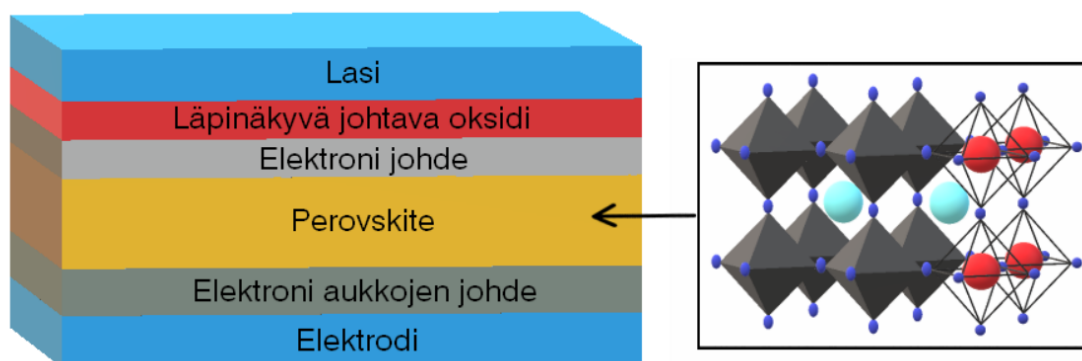 Lasi
Läpinäkyvä johtava oksidi
Elektroni johde
Perovskite
Elektroni aukkojen johde
Elektrodi